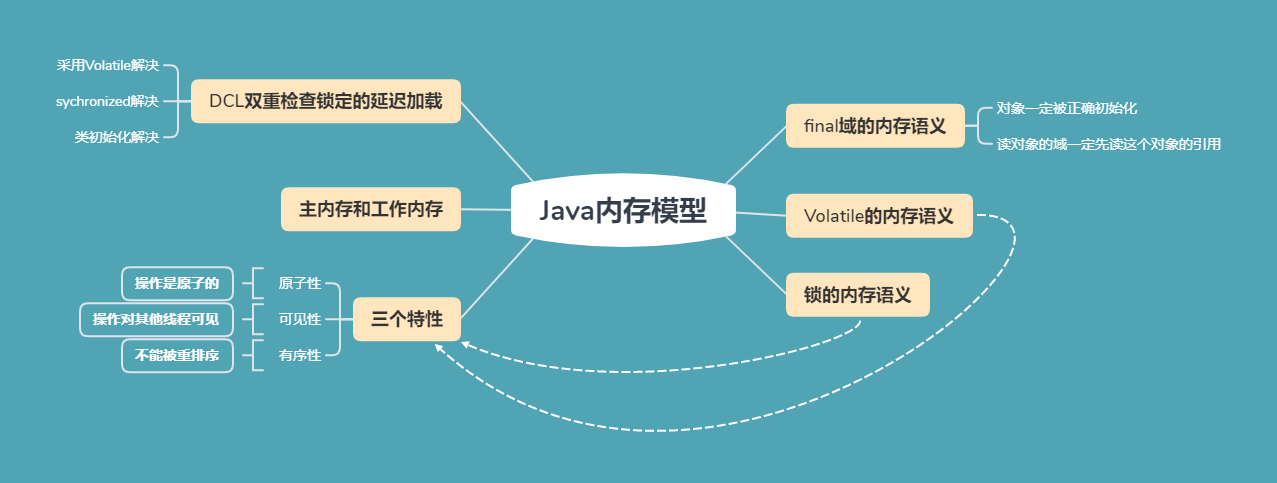 Java内存模型
DCL双重检查锁定的延迟加载
采用Volatile解决
sychronized解决
类初始化解决
主内存和工作内存
三个特性
原子性
操作是原子的
可见性
操作对其他线程可见
有序性
不能被重排序
final域的内存语义
对象一定被正确初始化
读对象的域一定先读这个对象的引用
Volatile的内存语义
锁的内存语义